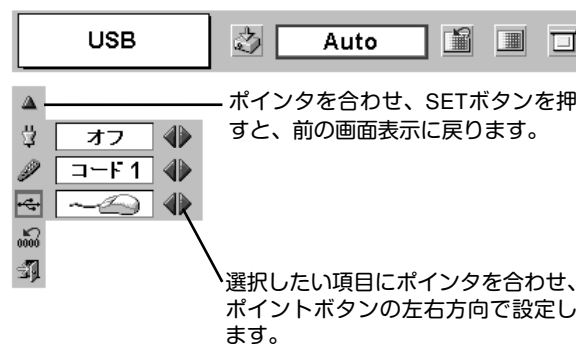 USB
Auto
ポインタを合わせ、SETボタンを押
すと、前の画面表示に戻ります。
オフ
コード 1
0000
選択したい項目にポインタを合わせ、
ポイントボタンの左右方向で設定し
ます。